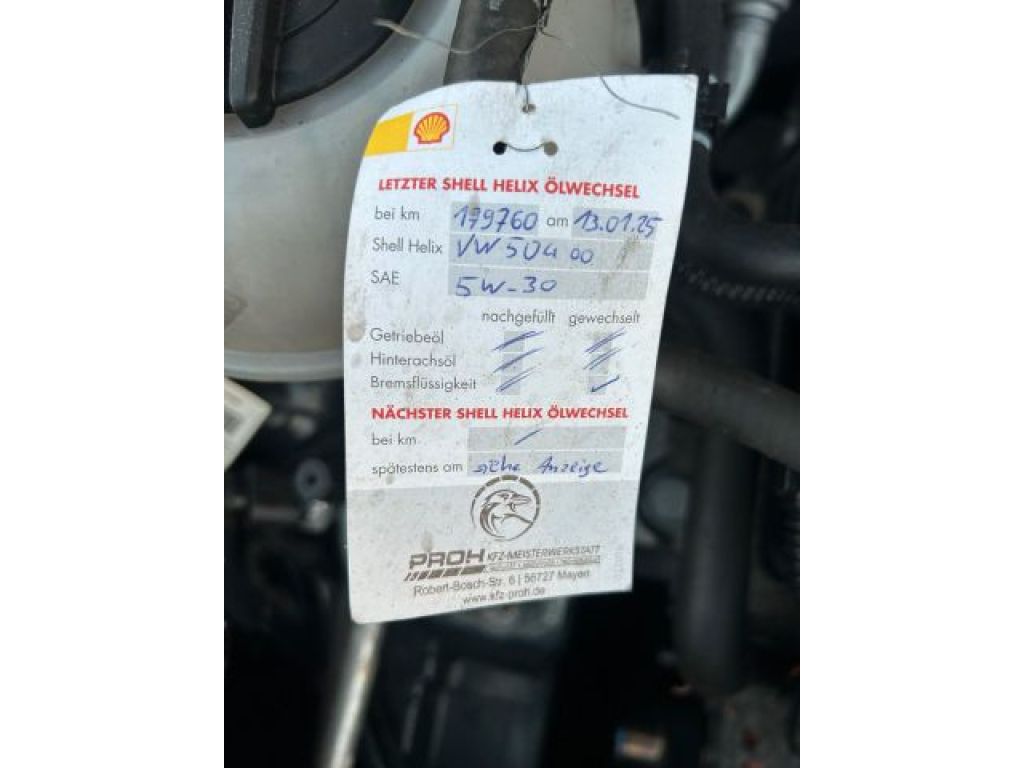 LETZTER SHELL HELIX ÖLWECHSEL
bei km 179760 am 13.01.25
Shell Helix VW 504 00
SAE 5W-30
nachgefüllt gewechselt
Getriebeöl
Hinterachsöl
Bremsflüssigkeit
NÄCHSTER SHELL HELIX ÖLWECHSEL
bei km
spätestens am siehe Anzeige
PROH KFZ-MEISTERWERKSTATT
Robert-Bosch-Str. 6 | 56727 Mayen
www.kfz-proh.de